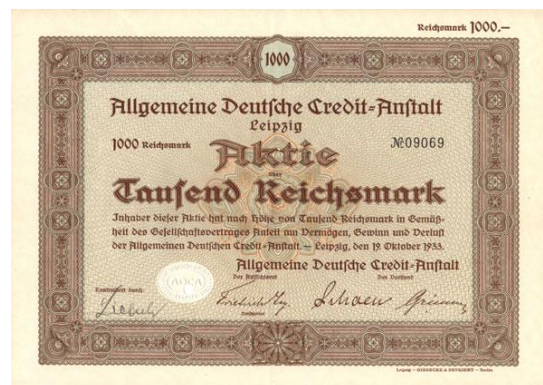 Reichsmark 1000.—
1000
Allgemeine Deutsche Credit-Anstalt
Leipzig
1000 Reichsmark
№09069
Aktie
über
Tausend Reichsmark
Inhaber dieser Aktie hat nach Höhe von Tausend Reichsmark in Gemäß-
heit des Gesellschaftsvertrages Anteil am Vermögen, Gewinn und Verlust
der Allgemeinen Deutschen Credit-Anstalt. — Leipzig, den 19. Oktober 1933.
Allgemeine Deutsche Credit-Anstalt
Der Aufsichtsrat Der Vorstand
Kontrolliert durch:
ADCA
Vorsitzender
Leipzig – GIESECKE & DEVRIENT – Berlin